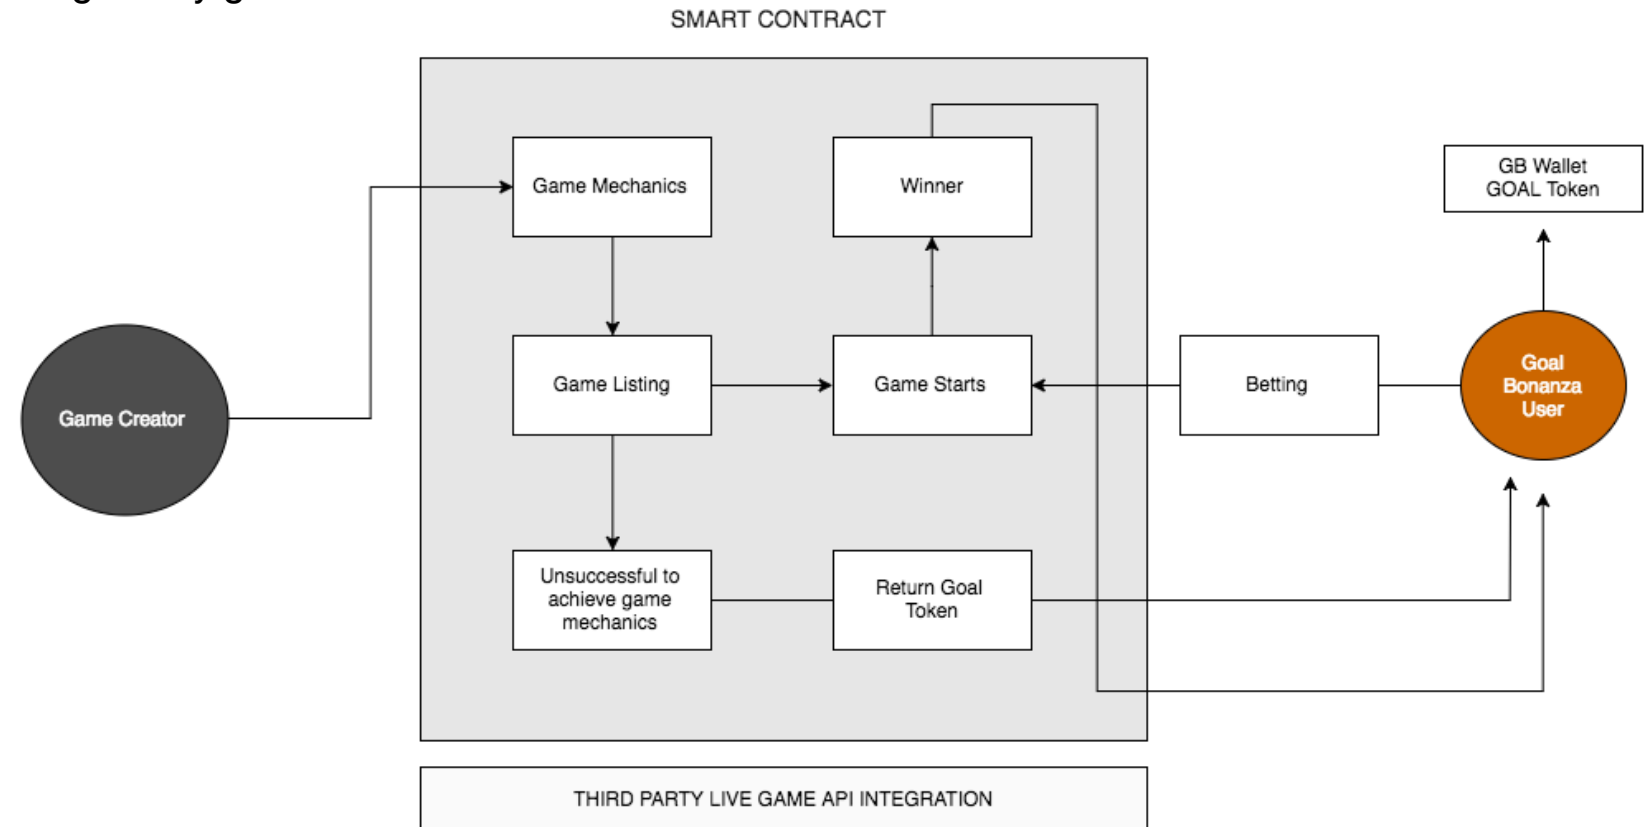 SMART CONTRACT
Game Mechanics
Winner
GB Wallet
GOAL Token
Game Creator
Game Listing
Game Starts
Betting
Goal
Bonanza
User
Unsuccessful to
achieve game
mechanics
Return Goal
Token
THIRD PARTY LIVE GAME API INTEGRATION